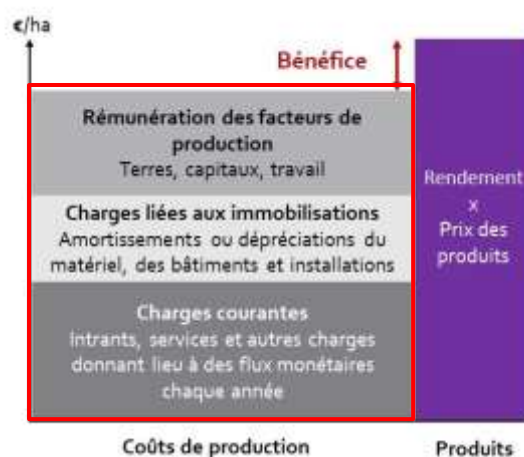 €/ha
Bénéfice
Rémunération des facteurs de
production
Terres, capitaux, travail
Charges liées aux immobilisations
Amortissements ou dépréciations du
matériel, des bâtiments et installations
Charges courantes
Intrants, services et autres charges
donnant lieu à des flux monétaires
chaque année
Rendement
x
Prix des
produits
Coûts de production
Produits